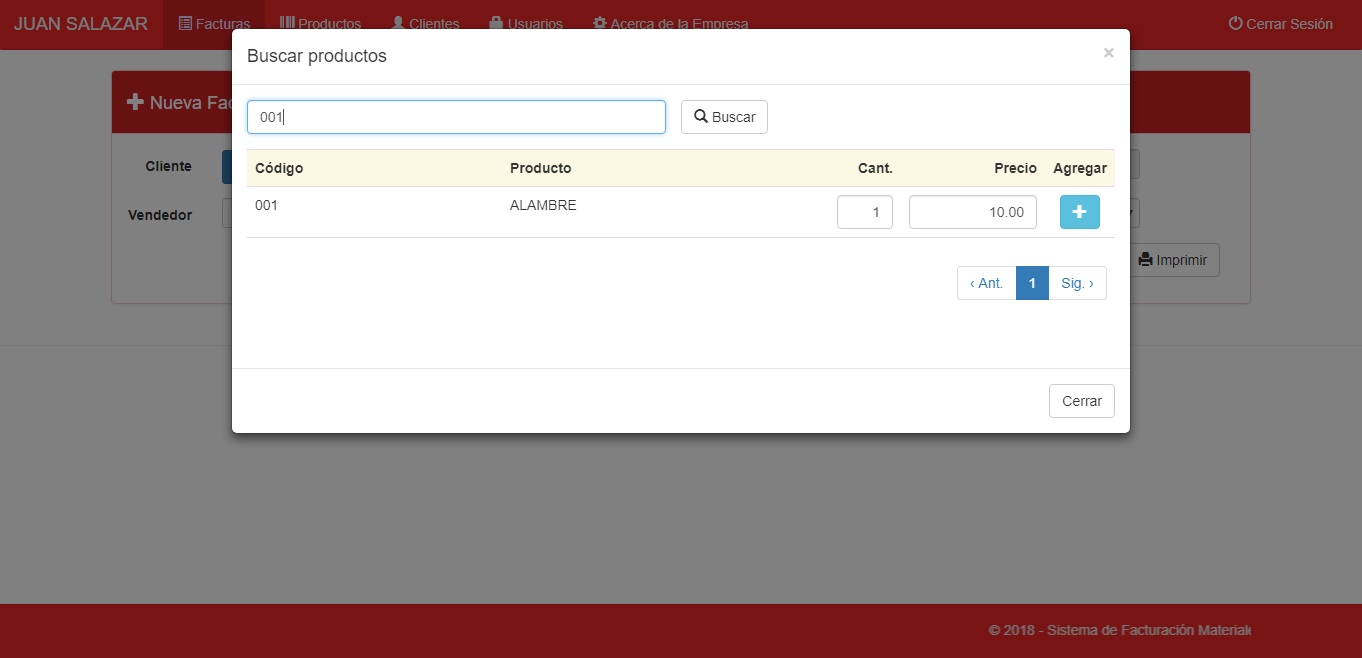 JUAN SALAZAR Facturas Productos Clientes Usuarios Acerca de la Empresa Cerrar Sesión
Buscar productos ×
Nueva Fac
001 Buscar
Código Producto Cant. Precio Agregar
001 ALAMBRE 1 10.00
Cliente
Vendedor
Imprimir
‹ Ant. 1 Sig. ›
Cerrar
© 2018 - Sistema de Facturación Materiale